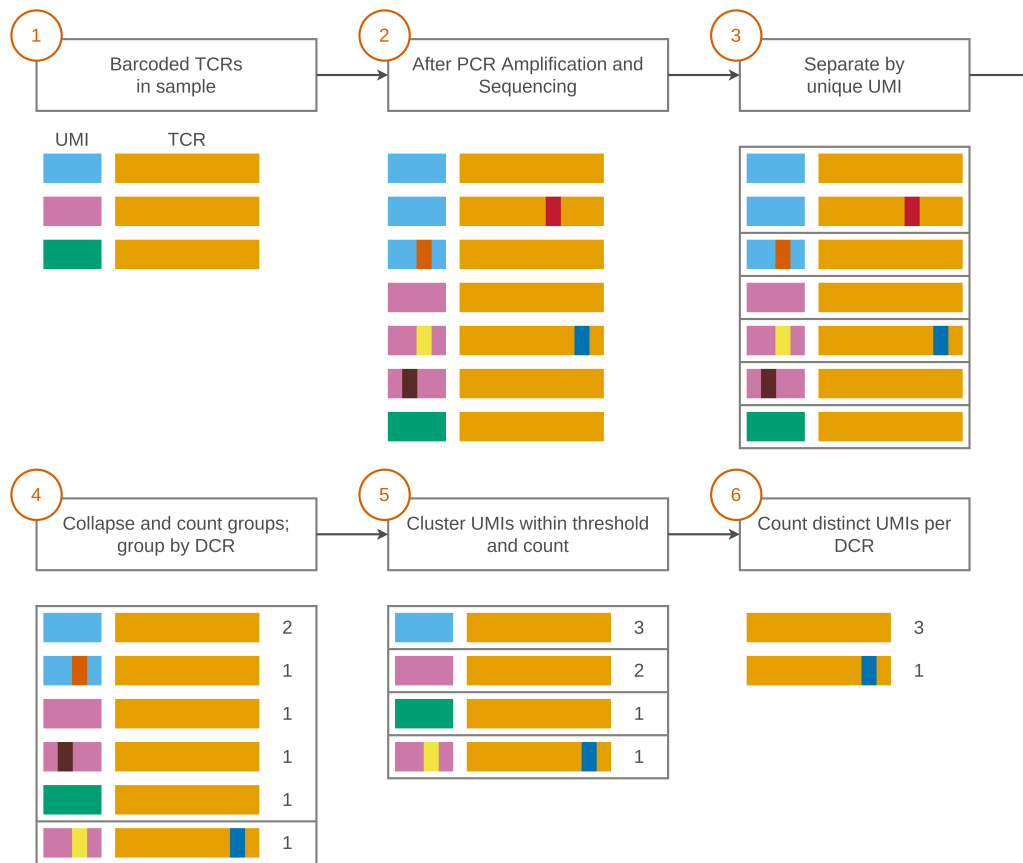 1
Barcoded TCRs
in sample
2
After PCR Amplification and
Sequencing
3
Separate by
unique UMI
UMI TCR
4
Collapse and count groups;
group by DCR
5
Cluster UMIs within threshold
and count
6
Count distinct UMIs per
DCR
2
1
1
1
1
1
3
2
1
1
3
1